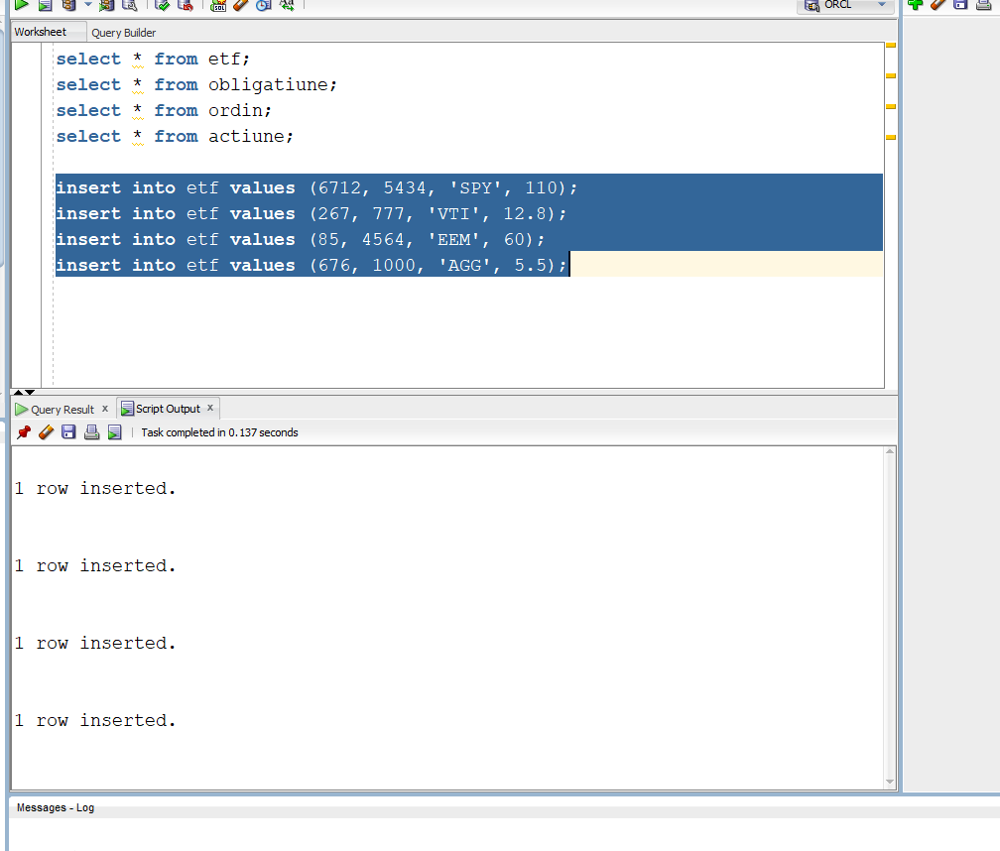 ORCL
Worksheet Query Builder
select * from etf;
select * from obligatiune;
select * from ordin;
select * from actiune;
insert into etf values (6712, 5434, 'SPY', 110);
insert into etf values (267, 777, 'VTI', 12.8);
insert into etf values (85, 4564, 'EEM', 60);
insert into etf values (676, 1000, 'AGG', 5.5);
Query Result x Script Output x
Task completed in 0.137 seconds
1 row inserted.
1 row inserted.
1 row inserted.
1 row inserted.
Messages - Log